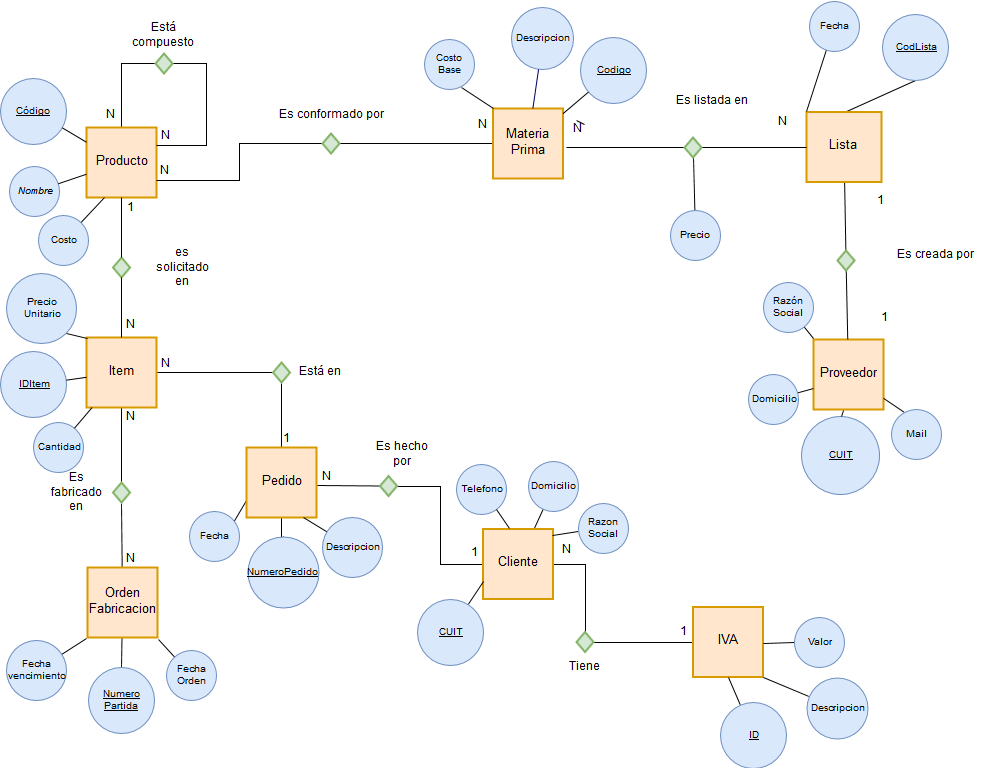 Está
compuesto
N
Código
N
Producto
N
Nombre
Costo
1
Es conformado por
Costo
Base
Descripcion
Codigo
N
Materia
Prima
N
Es listada en
Precio
Fecha
CodLista
N
Lista
1
Es creada por
1
Razón
Social
Proveedor
Domicilio
CUIT
Mail
es
solicitado
en
N
Precio
Unitario
Item
N
IDItem
N
Cantidad
Está en
1
Es
fabricado
en
N
Orden
Fabricacion
Fecha
vencimiento
Numero
Partida
Fecha
Orden
Pedido
N
Fecha
NumeroPedido
Descripcion
Es hecho
por
1
Telefono
Domicilio
Razon
Social
Cliente
N
CUIT
Tiene
1
IVA
Valor
Descripcion
ID